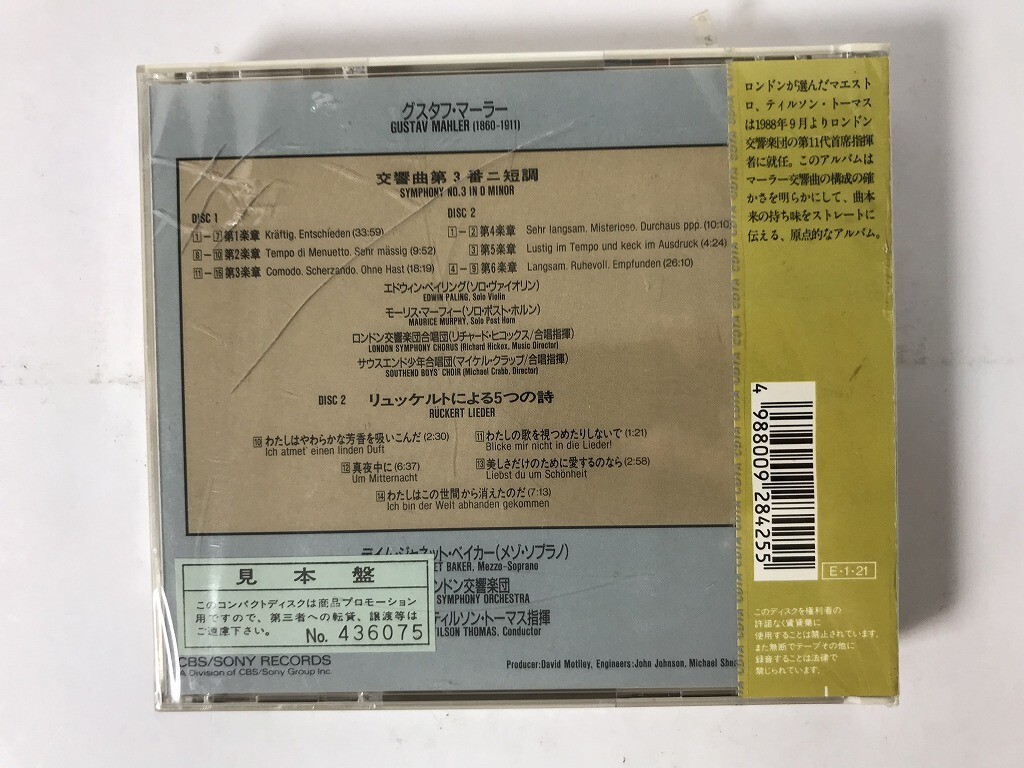 グスタフ・マーラー
GUSTAV MAHLER (1860-1911)
交響曲第3番ニ短調
SYMPHONY NO.3 IN D MINOR
DISC 1
1-7 第1楽章 Kräftig. Entschieden (33:59)
8-10 第2楽章 Tempo di Menuetto. Sehr mässig (9:52)
11-16 第3楽章 Comodo. Scherzando. Ohne Hast (18:19)
DISC 2
1-2 第4楽章 Sehr langsam. Misterioso. Durchaus ppp. (10:10)
3 第5楽章 Lustig im Tempo und keck im Ausdruck (4:24)
4-9 第6楽章 Langsam. Ruhevoll. Empfunden (26:10)
エドウィン・ペイリング(ソロ・ヴァイオリン)
EDWIN PALING, Solo Violin
モーリス・マーフィー(ソロ・ポスト・ホルン)
MAURICE MURPHY, Solo Post Horn
ロンドン交響楽団合唱団(リチャード・ヒコックス/合唱指揮)
LONDON SYMPHONY CHORUS (Richard Hickox, Music Director)
サウスエンド少年合唱団(マイケル・クラッブ/合唱指揮)
SOUTHEND BOYS' CHOIR (Michael Crabb, Director)
DISC 2 リュッケルトによる5つの詩
RÜCKERT LIEDER
10 わたしはやわらかな芳香を吸いこんだ (2:30)
Ich atmet' einen linden Duft
11 わたしの歌を視つめたりしないで (1:21)
Blicke mir nicht in die Lieder!
12 真夜中に (6:37)
Um Mitternacht
13 美しさだけのために愛するのなら (2:58)
Liebst du um Schönheit
14 わたしはこの世間から消えたのだ (7:13)
Ich bin der Welt abhanden gekommen
デイム・ジャネット・ベイカー(メゾ・ソプラノ)
ET BAKER, Mezzo-Soprano
ンドン交響楽団
SYMPHONY ORCHESTRA
ティルソン・トーマス指揮
TILSON THOMAS, Conductor
見本盤
このコンパクトディスクは商品プロモーション
用ですので、第三者への転貸、譲渡等は
ご遠慮下さい。
No. 436075
CBS/SONY RECORDS
A Division of CBS/Sony Group Inc.
Producer: David Mottley, Engineers: John Johnson, Michael
ロンドンが選んだマエスト
ロ、ティルソン・トーマス
は1988年9月よりロンドン
交響楽団の第11代首席指揮
者に就任。このアルバムは
マーラー交響曲の構成の確
かさを明らかにして、曲本
来の持ち味をストレートに
伝える、原点的なアルバム。
4 988009 284255
E・1・21
このディスクを権利者の
許諾なく賃貸業に
使用することは禁止されています。
また無断でテープその他に
録音することは法律で
禁じられています。